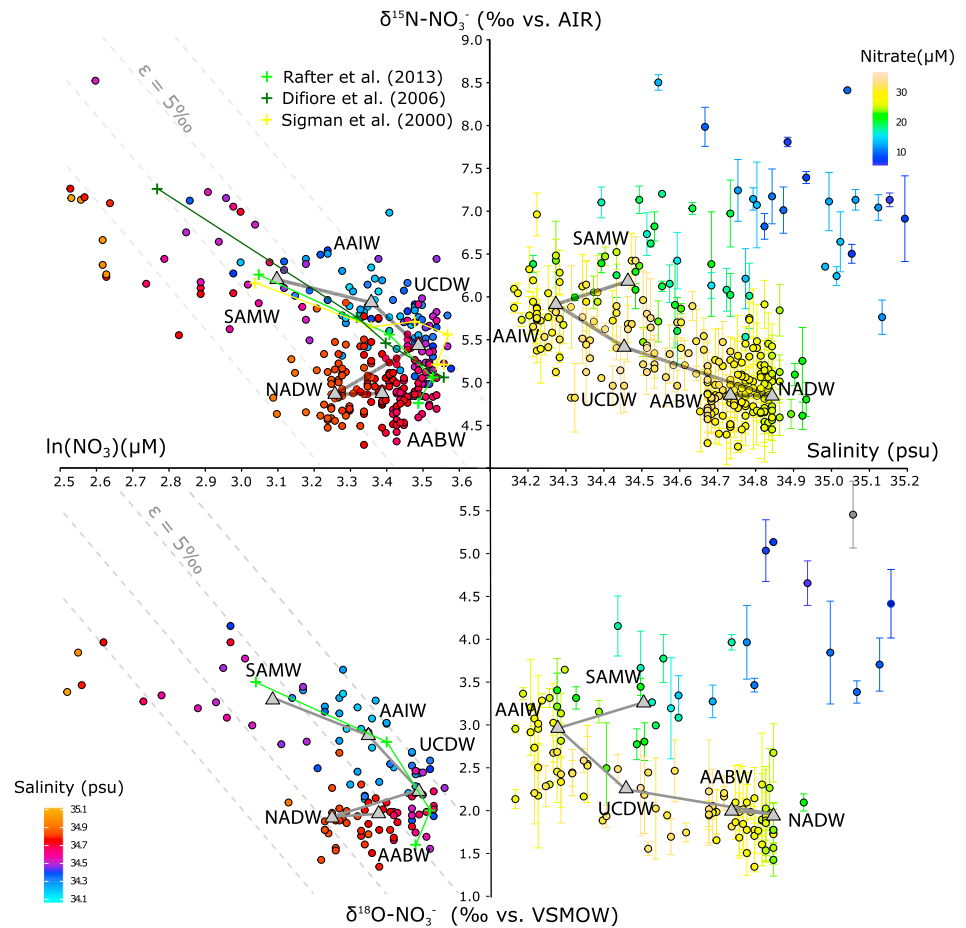 δ¹⁵N-NO₃⁻ (‰ vs. AIR)
9.0
8.5
8.0
7.5
7.0
6.5
6.0
5.5
5.0
4.5
ε = 5‰
Rafter et al. (2013)
Difiore et al. (2006)
Sigman et al. (2000)
Nitrate(μM)
30
20
10
AAIW
UCDW
SAMW
NADW
AABW
SAMW
AAIW
UCDW
AABW
NADW
ln(NO₃)(μM)
Salinity (psu)
2.5 2.6 2.7 2.8 2.9 3.0 3.1 3.2 3.3 3.4 3.5 3.6
34.2 34.3 34.4 34.5 34.6 34.7 34.8 34.9 35.0 35.1 35.2
ε = 5‰
5.5
5.0
4.5
4.0
3.5
3.0
2.5
2.0
1.5
1.0
SAMW
AAIW
UCDW
NADW
AABW
SAMW
AAIW
UCDW
AABW
NADW
Salinity (psu)
35.1
34.9
34.7
34.5
34.3
34.1
δ¹⁸O-NO₃⁻ (‰ vs. VSMOW)